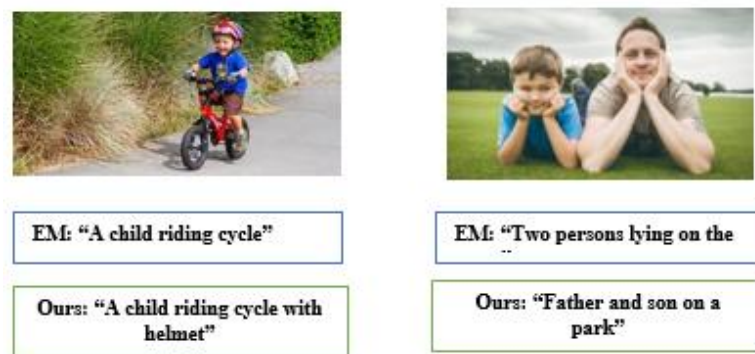 EM: “A child riding cycle”
EM: “Two persons lying on the
Ours: “A child riding cycle with
helmet”
Ours: “Father and son on a
park”